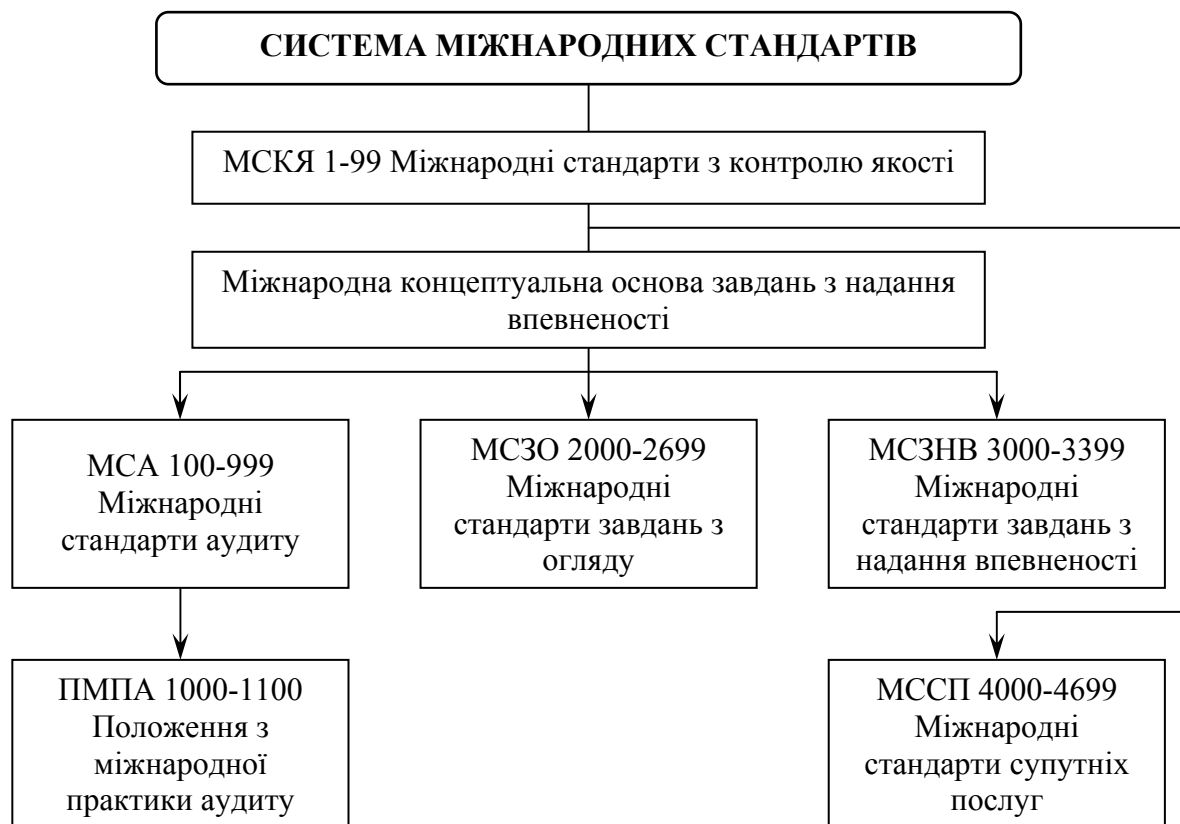 СИСТЕМА МІЖНАРОДНИХ СТАНДАРТІВ
МСКЯ 1-99 Міжнародні стандарти з контролю якості
Міжнародна концептуальна основа завдань з надання
впевненості
МСА 100-999
Міжнародні
стандарти аудиту
МСЗО 2000-2699
Міжнародні
стандарти завдань з
огляду
МСЗНВ 3000-3399
Міжнародні
стандарти завдань з
надання впевненості
ПМПА 1000-1100
Положення з
міжнародної
практики аудиту
МССП 4000-4699
Міжнародні
стандарти супутніх
послуг